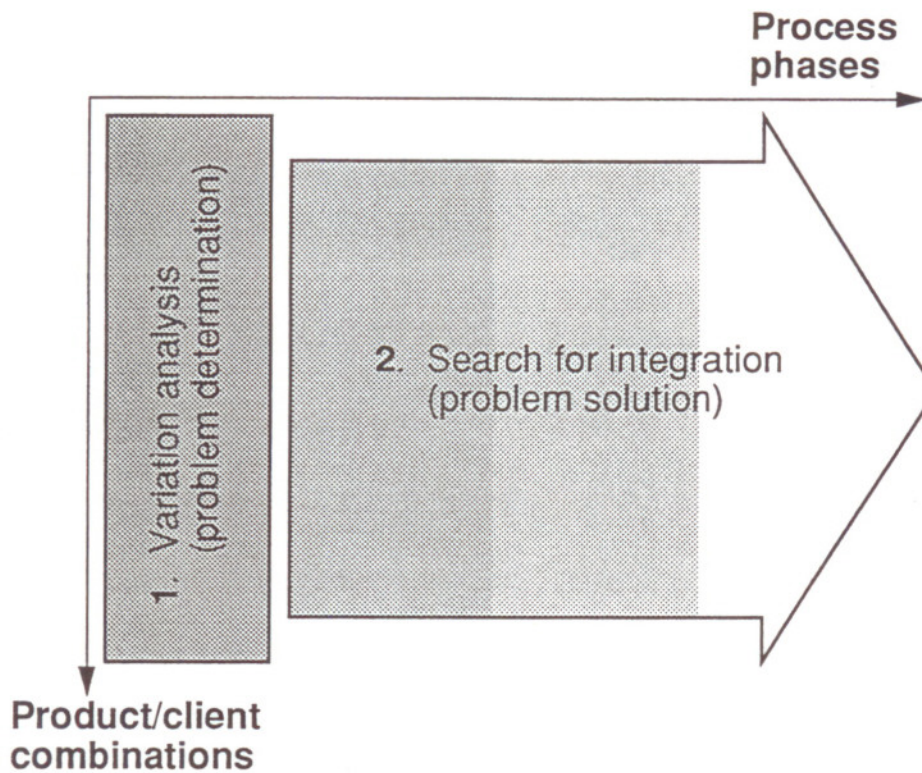 Process
phases
1. Variation analysis
(problem determination)
2. Search for integration
(problem solution)
Product/client
combinations